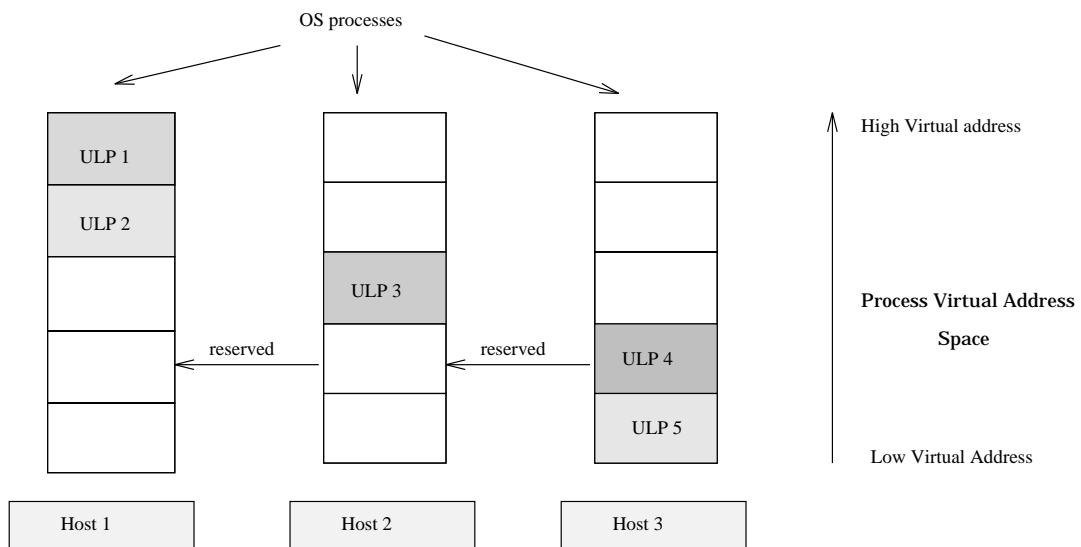 OS processes
High Virtual address
ULP 1
ULP 2
ULP 3
Process Virtual Address
Space
reserved
reserved
ULP 4
ULP 5
Low Virtual Address
Host 1
Host 2
Host 3